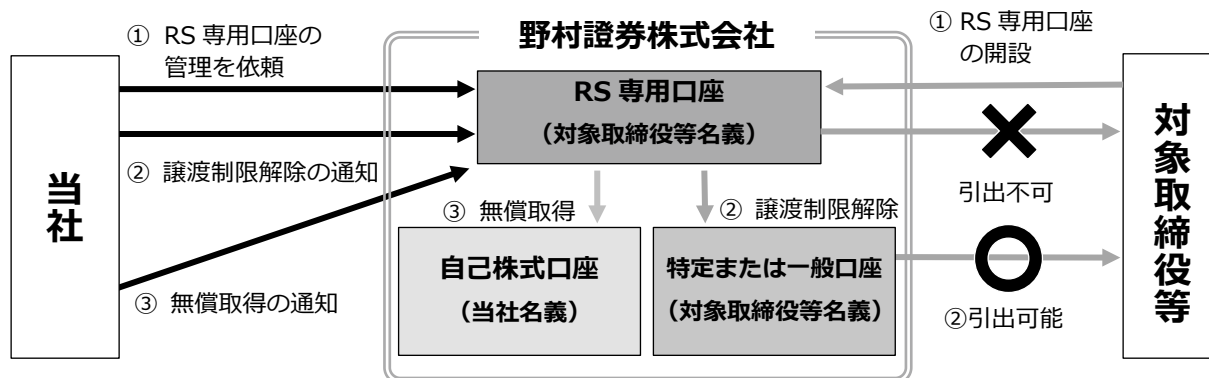 当社
① RS 専用口座の
管理を依頼
② 譲渡制限解除の通知
③ 無償取得の通知
野村證券株式会社
RS 専用口座
（対象取締役等名義）
③ 無償取得
② 譲渡制限解除
自己株式口座
（当社名義）
特定または一般口座
（対象取締役等名義）
① RS 専用口座
の開設
引出不可
②引出可能
対象取締役等